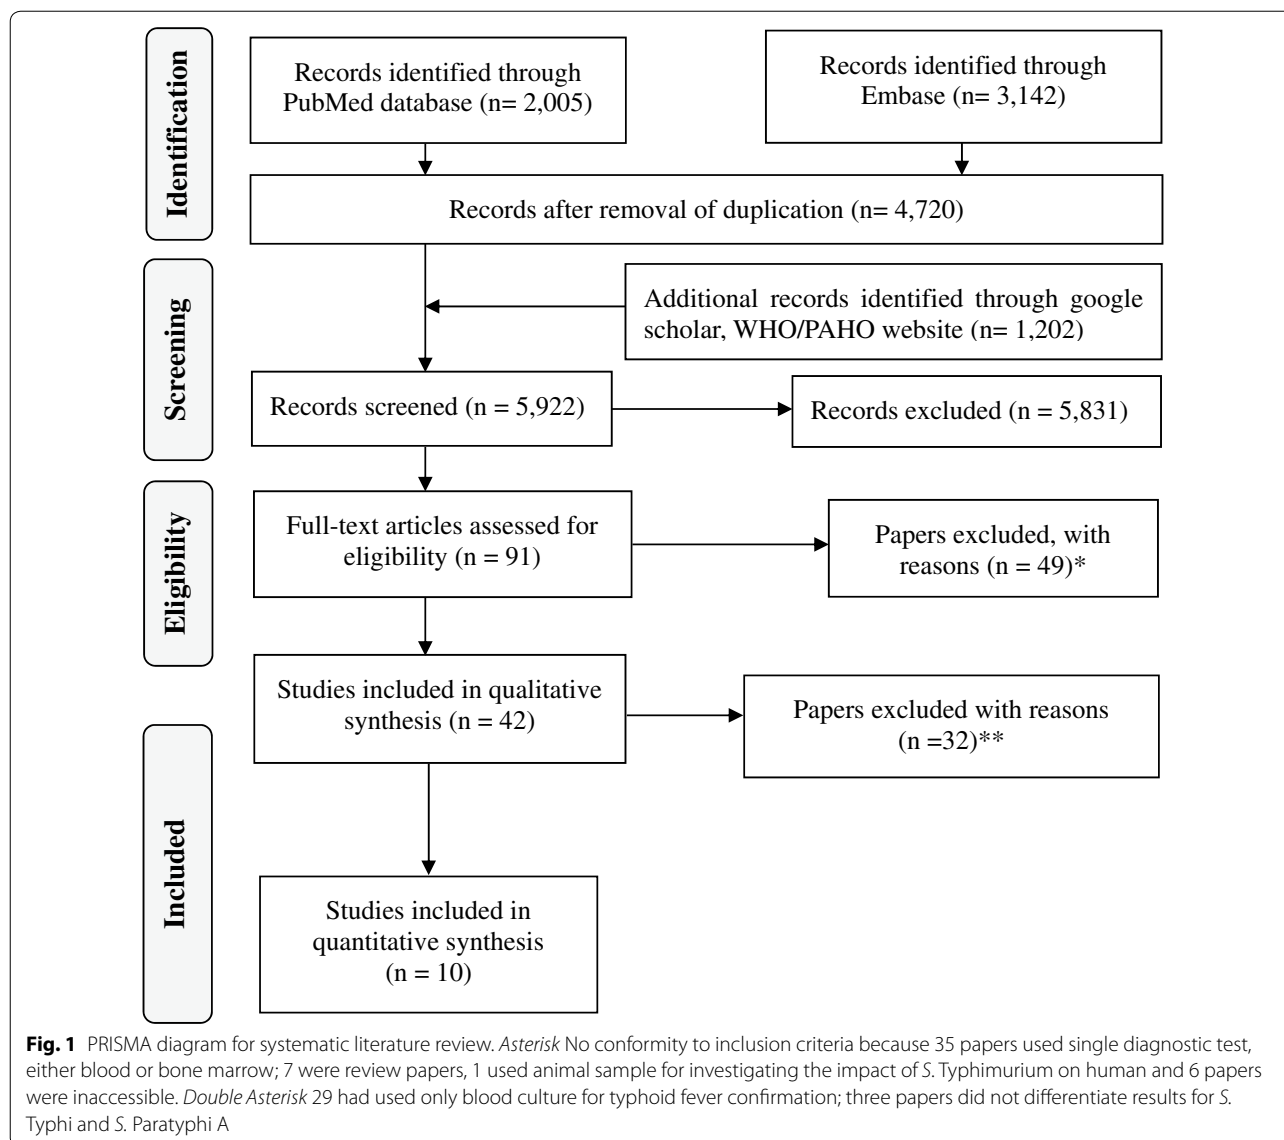 Identification
Records identified through
PubMed database (n= 2,005)
Records identified through
Embase (n= 3,142)
Records after removal of duplication (n= 4,720)
Screening
Additional records identified through google
scholar, WHO/PAHO website (n= 1,202)
Records screened (n = 5,922)
Records excluded (n = 5,831)
Eligibility
Full-text articles assessed for
eligibility (n = 91)
Papers excluded, with
reasons (n = 49)*
Included
Studies included in qualitative
synthesis (n = 42)
Papers excluded with reasons
(n =32)**
Studies included in
quantitative synthesis
(n = 10)
Fig. 1 PRISMA diagram for systematic literature review. Asterisk No conformity to inclusion criteria because 35 papers used single diagnostic test,
either blood or bone marrow; 7 were review papers, 1 used animal sample for investigating the impact of S. Typhimurium on human and 6 papers
were inaccessible. Double Asterisk 29 had used only blood culture for typhoid fever confirmation; three papers did not differentiate results for S.
Typhi and S. Paratyphi A